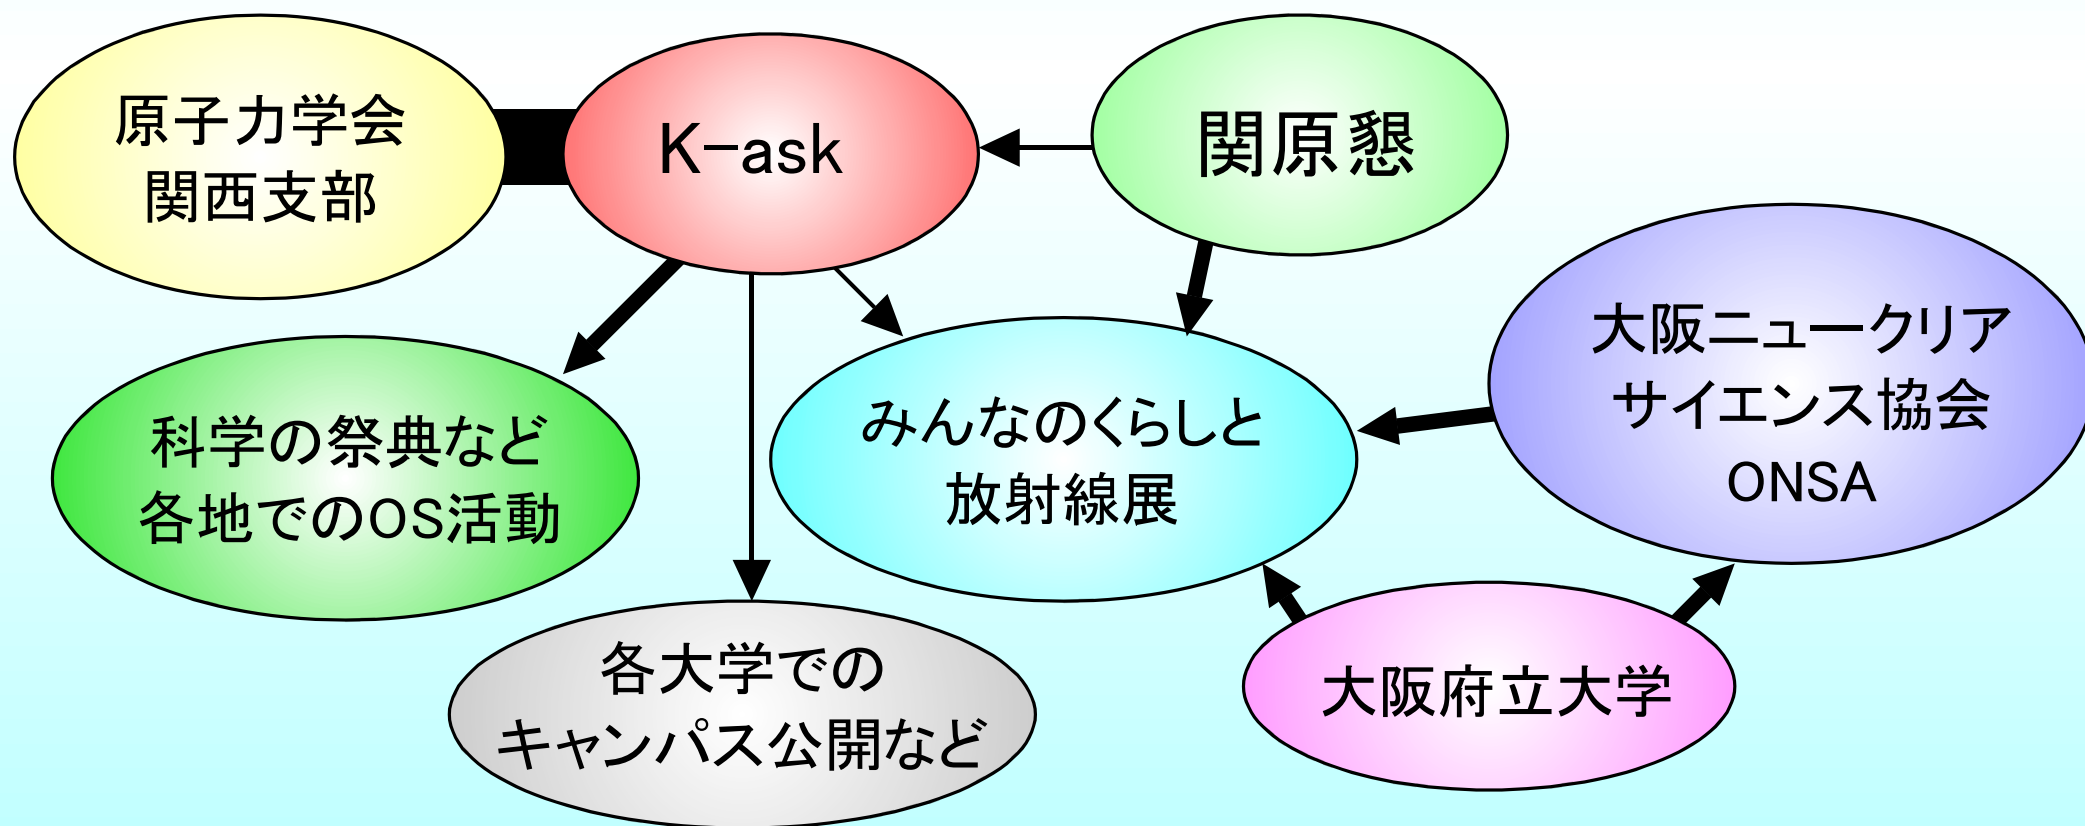 原子力学会
関西支部
K-ask
関原懇
大阪ニュークリア
サイエンス協会
ONSA
科学の祭典など
各地でのOS活動
みんなのくらしと
放射線展
各大学での
キャンパス公開など
大阪府立大学